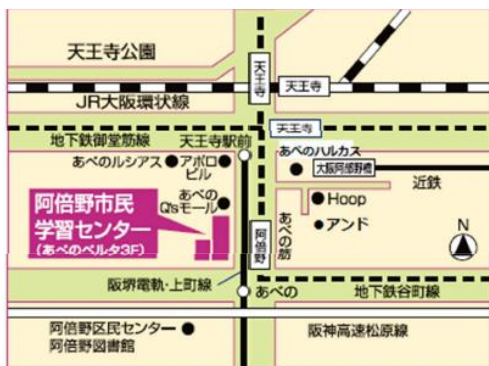 天王寺公園
天王寺
天王寺
JR大阪環状線
天王寺
地下鉄御堂筋線
天王寺駅前
あべのハルカス
あべのルシアス
アポロ
ビル
大阪阿部野橋
近鉄
あべの
Q'sモール
Hoop
アンド
阿倍野市民
学習センター
(あべのベルタ3F)
阿倍野
あべの筋
N
阪堺電軌・上町線
あべの
地下鉄谷町線
阿倍野区民センター
阿倍野図書館
阪神高速松原線